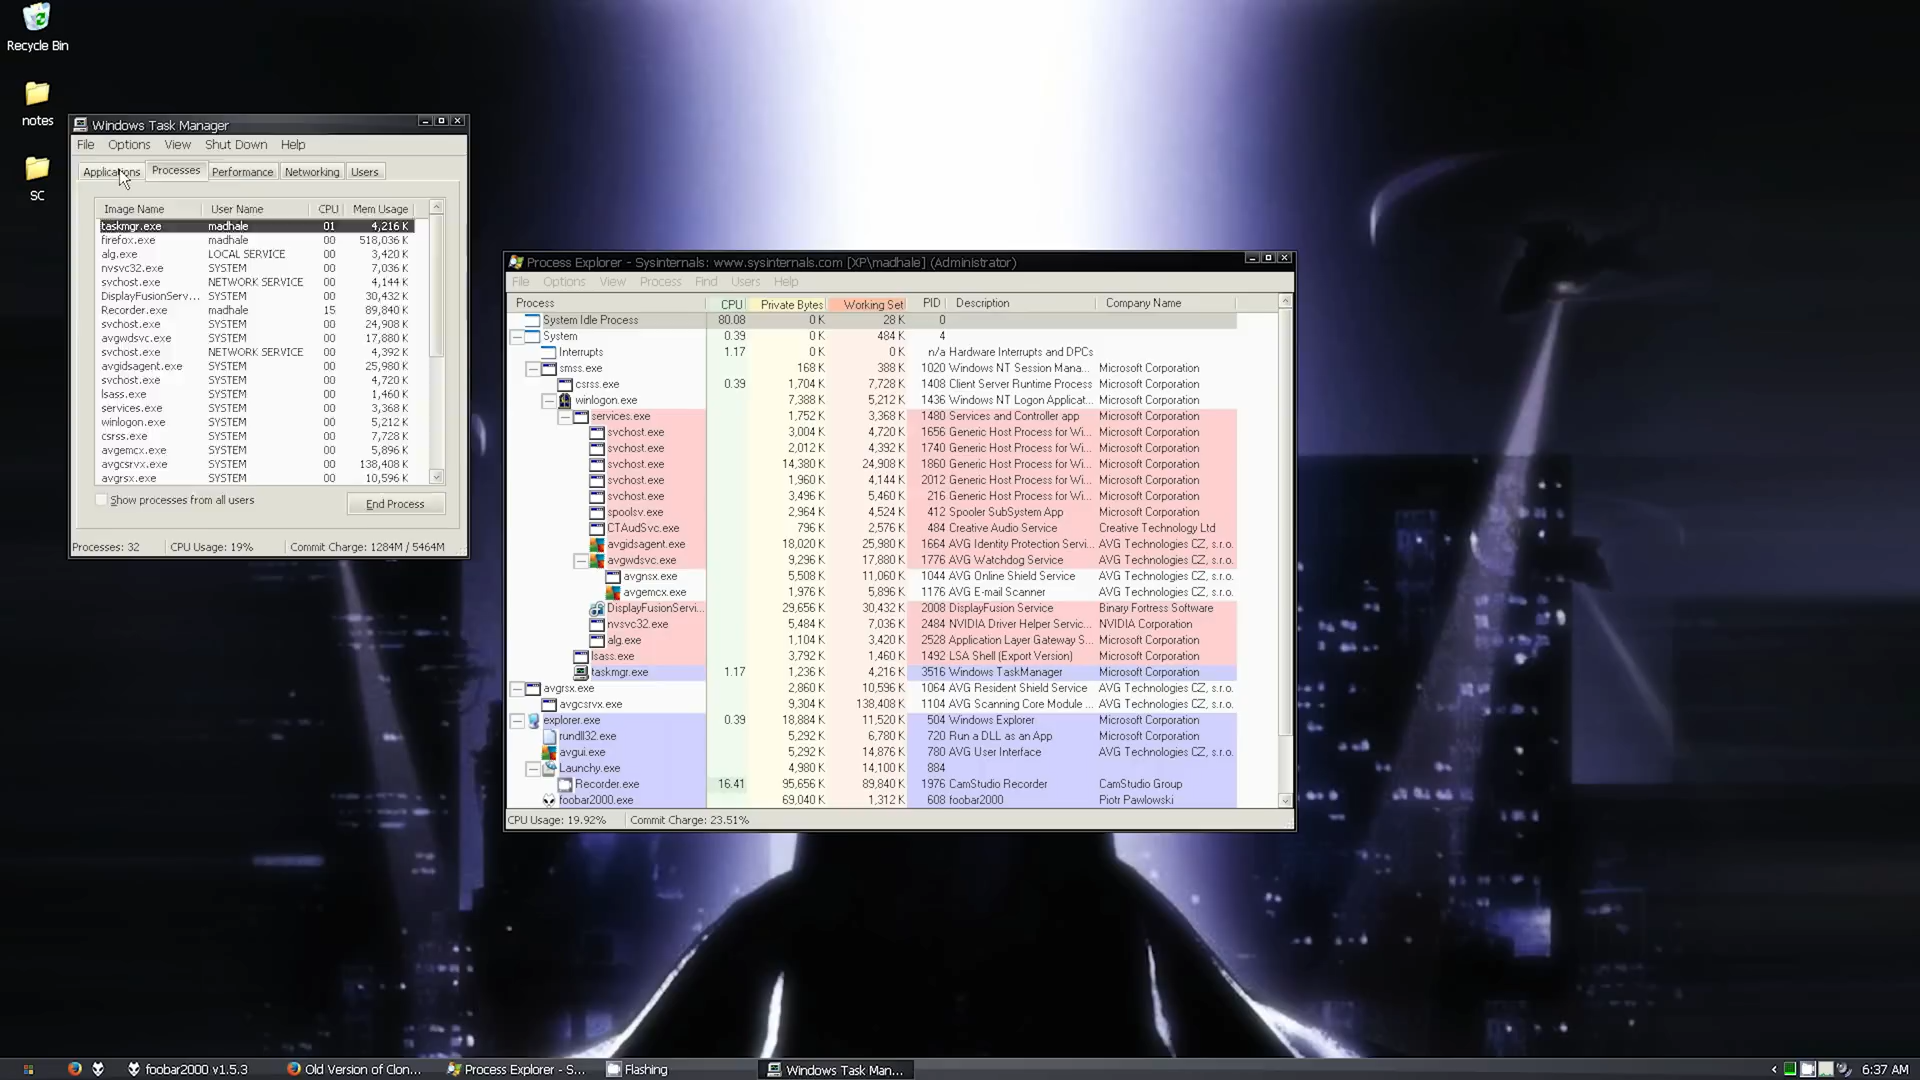 Recycle Bin
notes
SC
Windows Task Manager
File Options View Shut Down Help
Applications Processes Performance Networking Users
Image Name User Name CPU Mem Usage
taskmgr.exe madhale 01 4,216 K
firefox.exe madhale 00 518,036 K
alg.exe LOCAL SERVICE 00 3,420 K
nvsvc32.exe SYSTEM 00 7,036 K
svchost.exe NETWORK SERVICE 00 4,144 K
DisplayFusionServ... SYSTEM 00 30,432 K
Recorder.exe madhale 15 89,840 K
svchost.exe SYSTEM 00 24,908 K
avgwdsvc.exe SYSTEM 00 17,880 K
svchost.exe NETWORK SERVICE 00 4,392 K
avgidsagent.exe SYSTEM 00 25,980 K
svchost.exe SYSTEM 00 4,720 K
lsass.exe SYSTEM 00 1,460 K
services.exe SYSTEM 00 3,368 K
winlogon.exe SYSTEM 00 5,212 K
csrss.exe SYSTEM 00 7,728 K
avgemcx.exe SYSTEM 00 5,896 K
avgcsrvx.exe SYSTEM 00 138,408 K
avgrsx.exe SYSTEM 00 10,596 K
Show processes from all users
End Process
Processes: 32 CPU Usage: 19% Commit Charge: 1284M / 5464M
Process Explorer - Sysinternals: www.sysinternals.com [XP\madhale] (Administrator)
File Options View Process Find Users Help
Process CPU Private Bytes Working Set PID Description Company Name
System Idle Process 80.08 0 K 28 K 0
System 0.39 0 K 484 K 4
Interrupts 1.17 0 K 0 K n/a Hardware Interrupts and DPCs
smss.exe 168 K 388 K 1020 Windows NT Session Mana... Microsoft Corporation
csrss.exe 0.39 1,704 K 7,728 K 1408 Client Server Runtime Process Microsoft Corporation
winlogon.exe 7,388 K 5,212 K 1436 Windows NT Logon Applicat... Microsoft Corporation
services.exe 1,752 K 3,368 K 1480 Services and Controller app Microsoft Corporation
svchost.exe 3,004 K 4,720 K 1656 Generic Host Process for Wi... Microsoft Corporation
svchost.exe 2,012 K 4,392 K 1740 Generic Host Process for Wi... Microsoft Corporation
svchost.exe 14,380 K 24,908 K 1860 Generic Host Process for Wi... Microsoft Corporation
svchost.exe 1,960 K 4,144 K 2012 Generic Host Process for Wi... Microsoft Corporation
svchost.exe 3,496 K 5,460 K 216 Generic Host Process for Wi... Microsoft Corporation
spoolsv.exe 2,964 K 4,524 K 412 Spooler SubSystem App Microsoft Corporation
CTAudSvc.exe 796 K 2,576 K 484 Creative Audio Service Creative Technology Ltd
avgidsagent.exe 18,020 K 25,980 K 1664 AVG Identity Protection Servi... AVG Technologies CZ, s.r.o.
avgwdsvc.exe 9,296 K 17,880 K 1776 AVG Watchdog Service AVG Technologies CZ, s.r.o.
avgnsx.exe 5,508 K 11,060 K 1044 AVG Online Shield Service AVG Technologies CZ, s.r.o.
avgemcx.exe 1,976 K 5,896 K 1176 AVG E-mail Scanner AVG Technologies CZ, s.r.o.
DisplayFusionServi... 29,656 K 30,432 K 2008 DisplayFusion Service Binary Fortress Software
nvsvc32.exe 5,484 K 7,036 K 2484 NVIDIA Driver Helper Servic... NVIDIA Corporation
alg.exe 1,104 K 3,420 K 2528 Application Layer Gateway S... Microsoft Corporation
lsass.exe 3,792 K 1,460 K 1492 LSA Shell (Export Version) Microsoft Corporation
taskmgr.exe 1.17 1,236 K 4,216 K 3516 Windows TaskManager Microsoft Corporation
avgrsx.exe 2,860 K 10,596 K 1064 AVG Resident Shield Service AVG Technologies CZ, s.r.o.
avgcsrvx.exe 9,304 K 138,408 K 1104 AVG Scanning Core Module ... AVG Technologies CZ, s.r.o.
explorer.exe 0.39 18,884 K 11,520 K 504 Windows Explorer Microsoft Corporation
rundll32.exe 5,292 K 6,780 K 720 Run a DLL as an App Microsoft Corporation
avgui.exe 5,292 K 14,876 K 780 AVG User Interface AVG Technologies CZ, s.r.o.
Launchy.exe 4,980 K 14,100 K 884
Recorder.exe 16.41 95,656 K 89,840 K 1976 CamStudio Recorder CamStudio Group
foobar2000.exe 69,040 K 1,312 K 608 foobar2000 Piotr Pawlowski
CPU Usage: 19.92% Commit Charge: 23.51%
foobar2000 v1.5.3 Old Version of Clon... Process Explorer - S... Flashing Windows Task Man... 6:37 AM